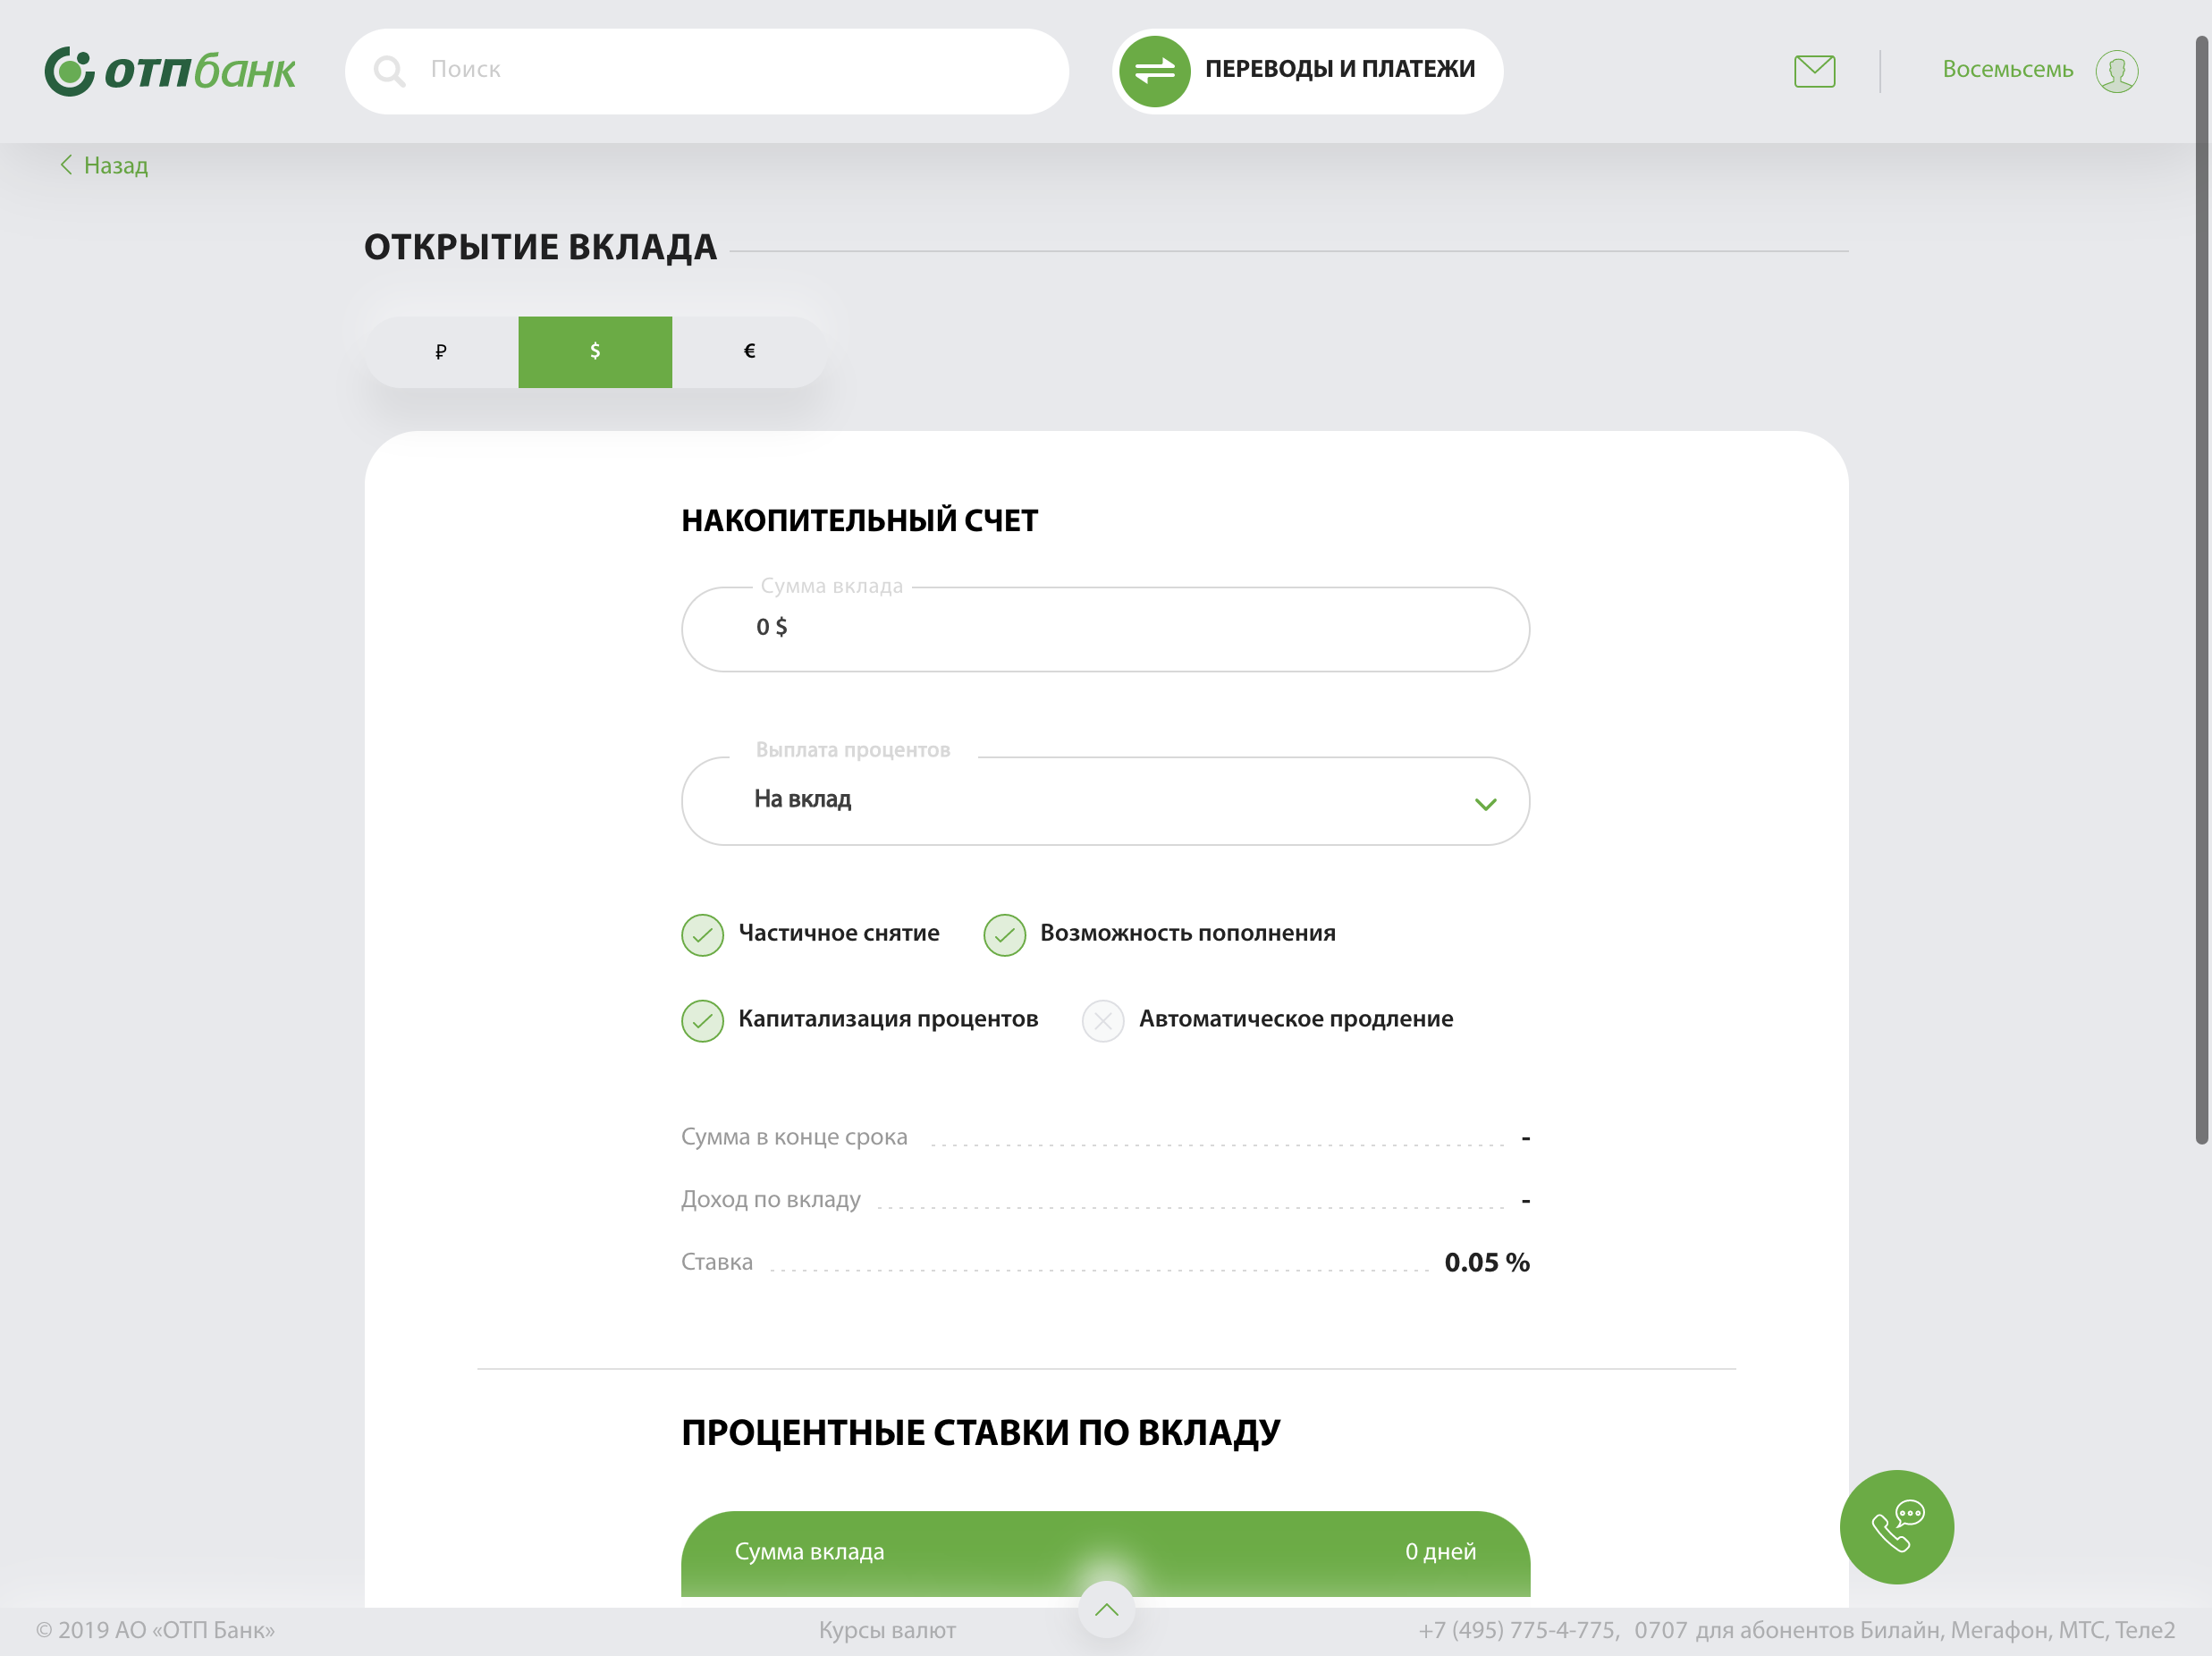 отпбанк
Поиск
ПЕРЕВОДЫ И ПЛАТЕЖИ
Восемьсемь
Назад
ОТКРЫТИЕ ВКЛАДА
₽ $ €
НАКОПИТЕЛЬНЫЙ СЧЕТ
Сумма вклада
0 $
Выплата процентов
На вклад
Частичное снятие Возможность пополнения
Капитализация процентов Автоматическое продление
Сумма в конце срока -
Доход по вкладу -
Ставка 0.05 %
ПРОЦЕНТНЫЕ СТАВКИ ПО ВКЛАДУ
Сумма вклада 0 дней
© 2019 АО «ОТП Банк» Курсы валют +7 (495) 775-4-775, 0707 для абонентов Билайн, Мегафон, МТС, Теле2